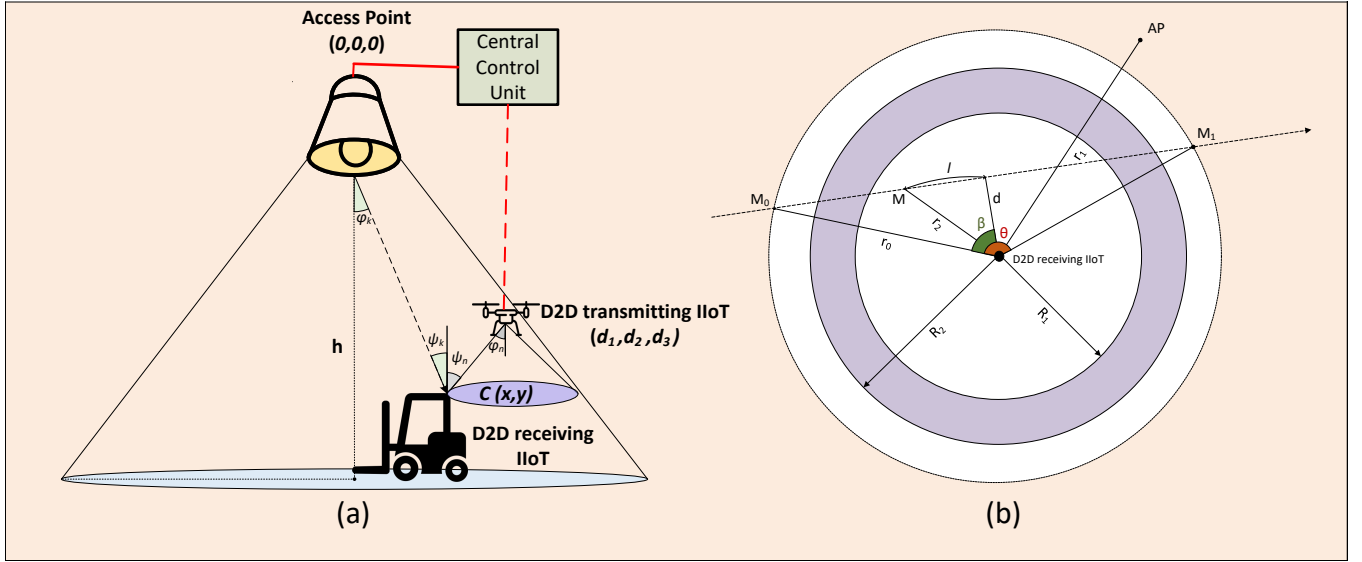 Access Point
(0,0,0)
Central
Control
Unit
φk
h
D2D transmitting IIoT
(d1,d2,d3)
ψk
ψn
φn
C (x,y)
D2D receiving
IIoT
(a)
AP
M1
r1
l
M0
M
d
r2
β
θ
r0
D2D receiving IIoT
R1
R2
(b)